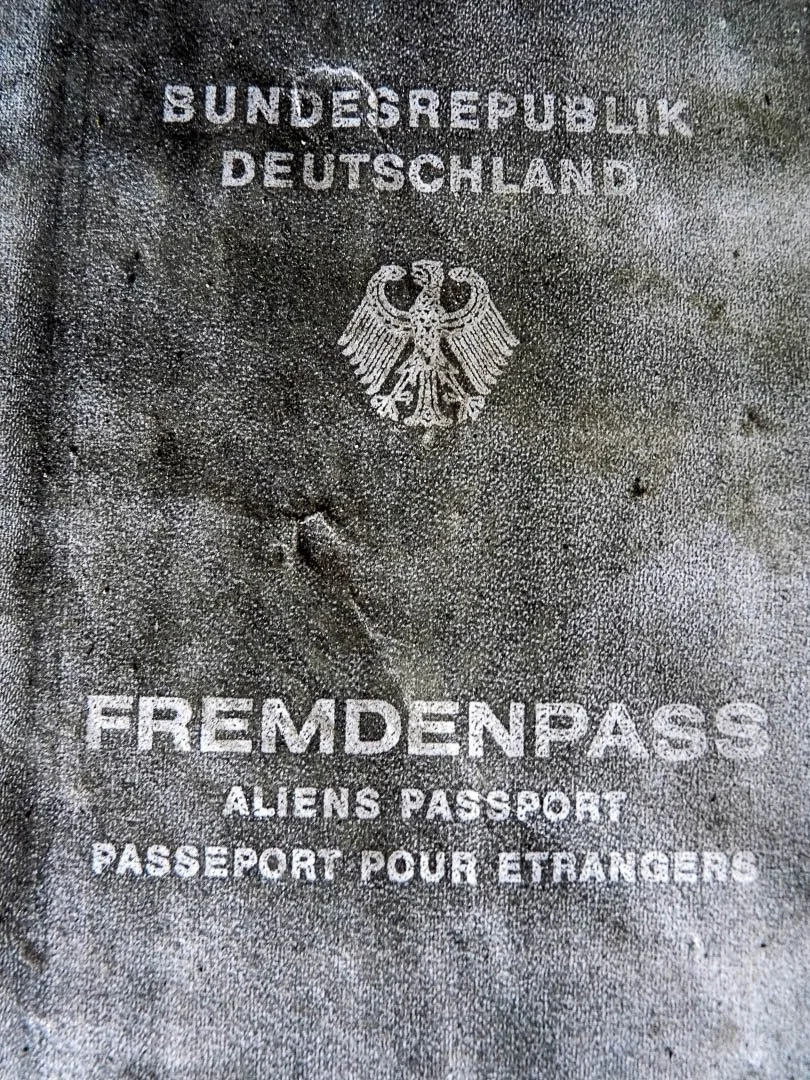 BUNDESREPUBLIK
DEUTSCHLAND
FREMDENPASS
ALIENS PASSPORT
PASSEPORT POUR ETRANGERS